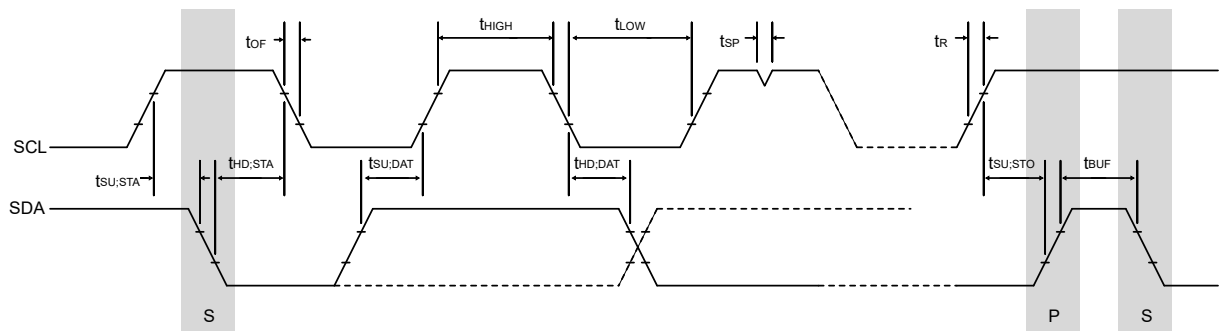 tOF
tHIGH
tLOW
tSP
tR
SCL
tSU;STA
tHD;STA
tSU;DAT
tHD;DAT
tSU;STO
tBUF
SDA
S
P
S